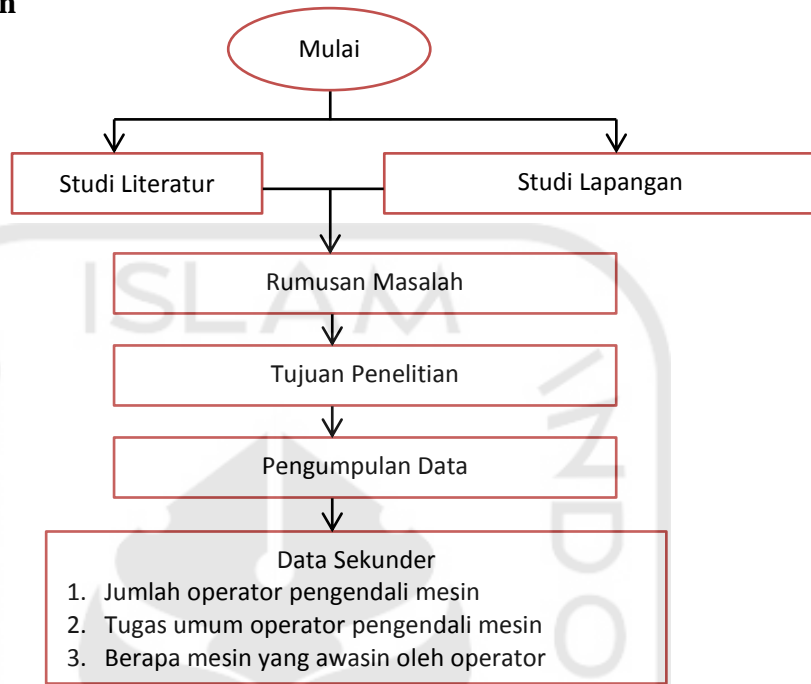 n
Mulai
Studi Literatur
Studi Lapangan
ISLAM
Rumusan Masalah
INDO
Tujuan Penelitian
Pengumpulan Data
Data Sekunder
1. Jumlah operator pengendali mesin
2. Tugas umum operator pengendali mesin
3. Berapa mesin yang awasin oleh operator